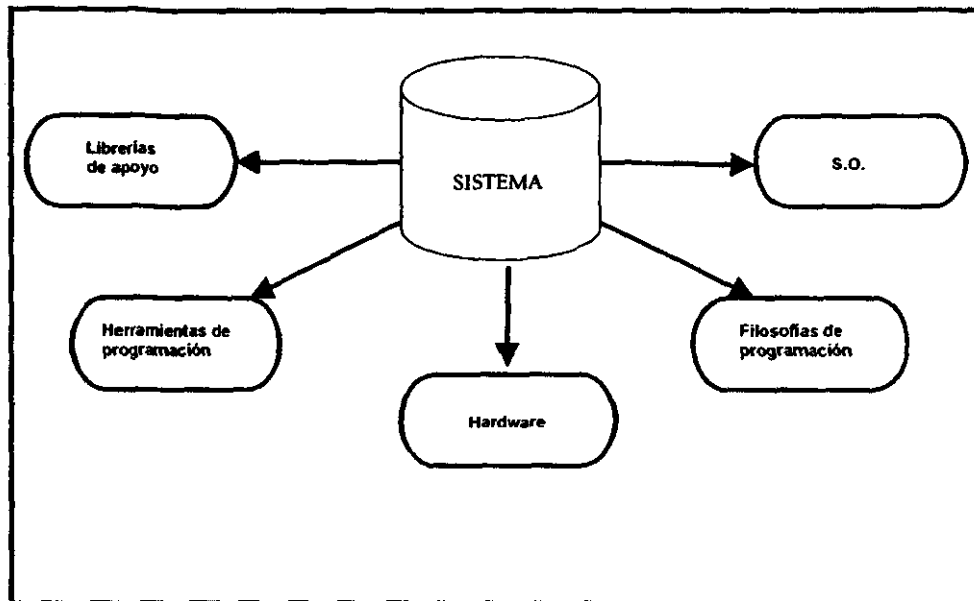 Librerías
de apoyo
SISTEMA
S.O.
Herramientas de
programación
Filosofías de
programación
Hardware